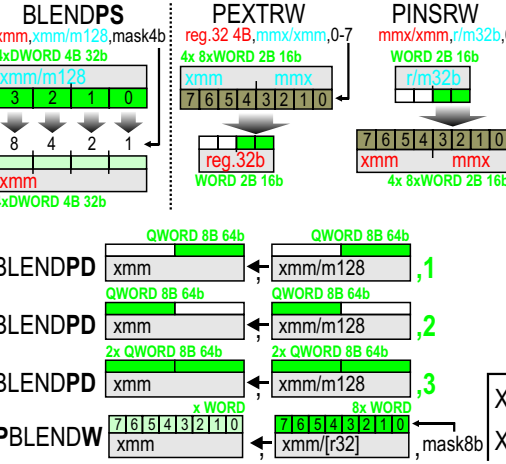 BLENDPS
xmm,xmm/m128,mask4b
4xDWORD 4B 32b
xmm/m128
3 2 1 0
8 4 2 1
xmm
4xDWORD 4B 32b
PEXTRW
reg.32 4B,mmx/xmm,0-7
4x 8xWORD 2B 16b
xmm mmx
7 6 5 4 3 2 1 0
reg.32b
WORD 2B 16b
PINSRW
mmx/xmm,r/m32b,
WORD 2B 16b
r/m32b
7 6 5 4 3 2 1 0
xmm mmx
4x 8xWORD 2B 16b
QWORD 8B 64b QWORD 8B 64b
BLENDPD xmm , xmm/m128 ,1
QWORD 8B 64b QWORD 8B 64b
BLENDPD xmm , xmm/m128 ,2
2x QWORD 8B 64b 2x QWORD 8B 64b
BLENDPD xmm , xmm/m128 ,3
x WORD 8x WORD
7 6 5 4 3 2 1 0 7 6 5 4 3 2 1 0
PBLENDW xmm , xmm/[r32] ,mask8b
X
X